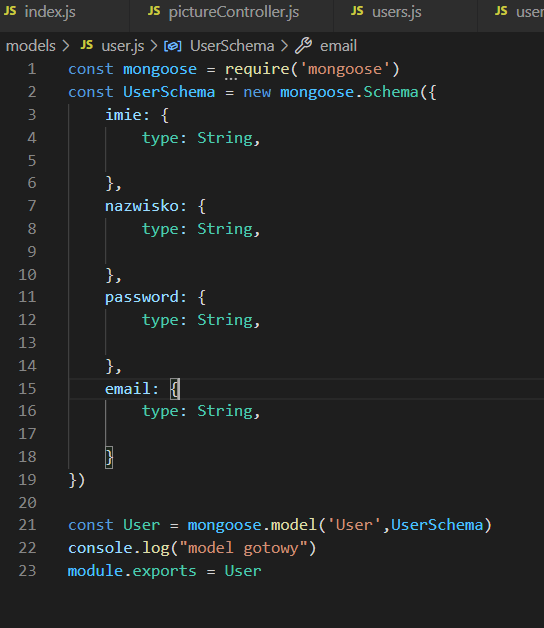 JS index.js JS pictureController.js JS users.js JS user
models > JS user.js > UserSchema > email
1 const mongoose = require('mongoose')
2 const UserSchema = new mongoose.Schema({
3 imie: {
4 type: String,
5
6 },
7 nazwisko: {
8 type: String,
9
10 },
11 password: {
12 type: String,
13
14 },
15 email: {
16 type: String,
17
18 }
19 })
20
21 const User = mongoose.model('User',UserSchema)
22 console.log("model gotowy")
23 module.exports = User